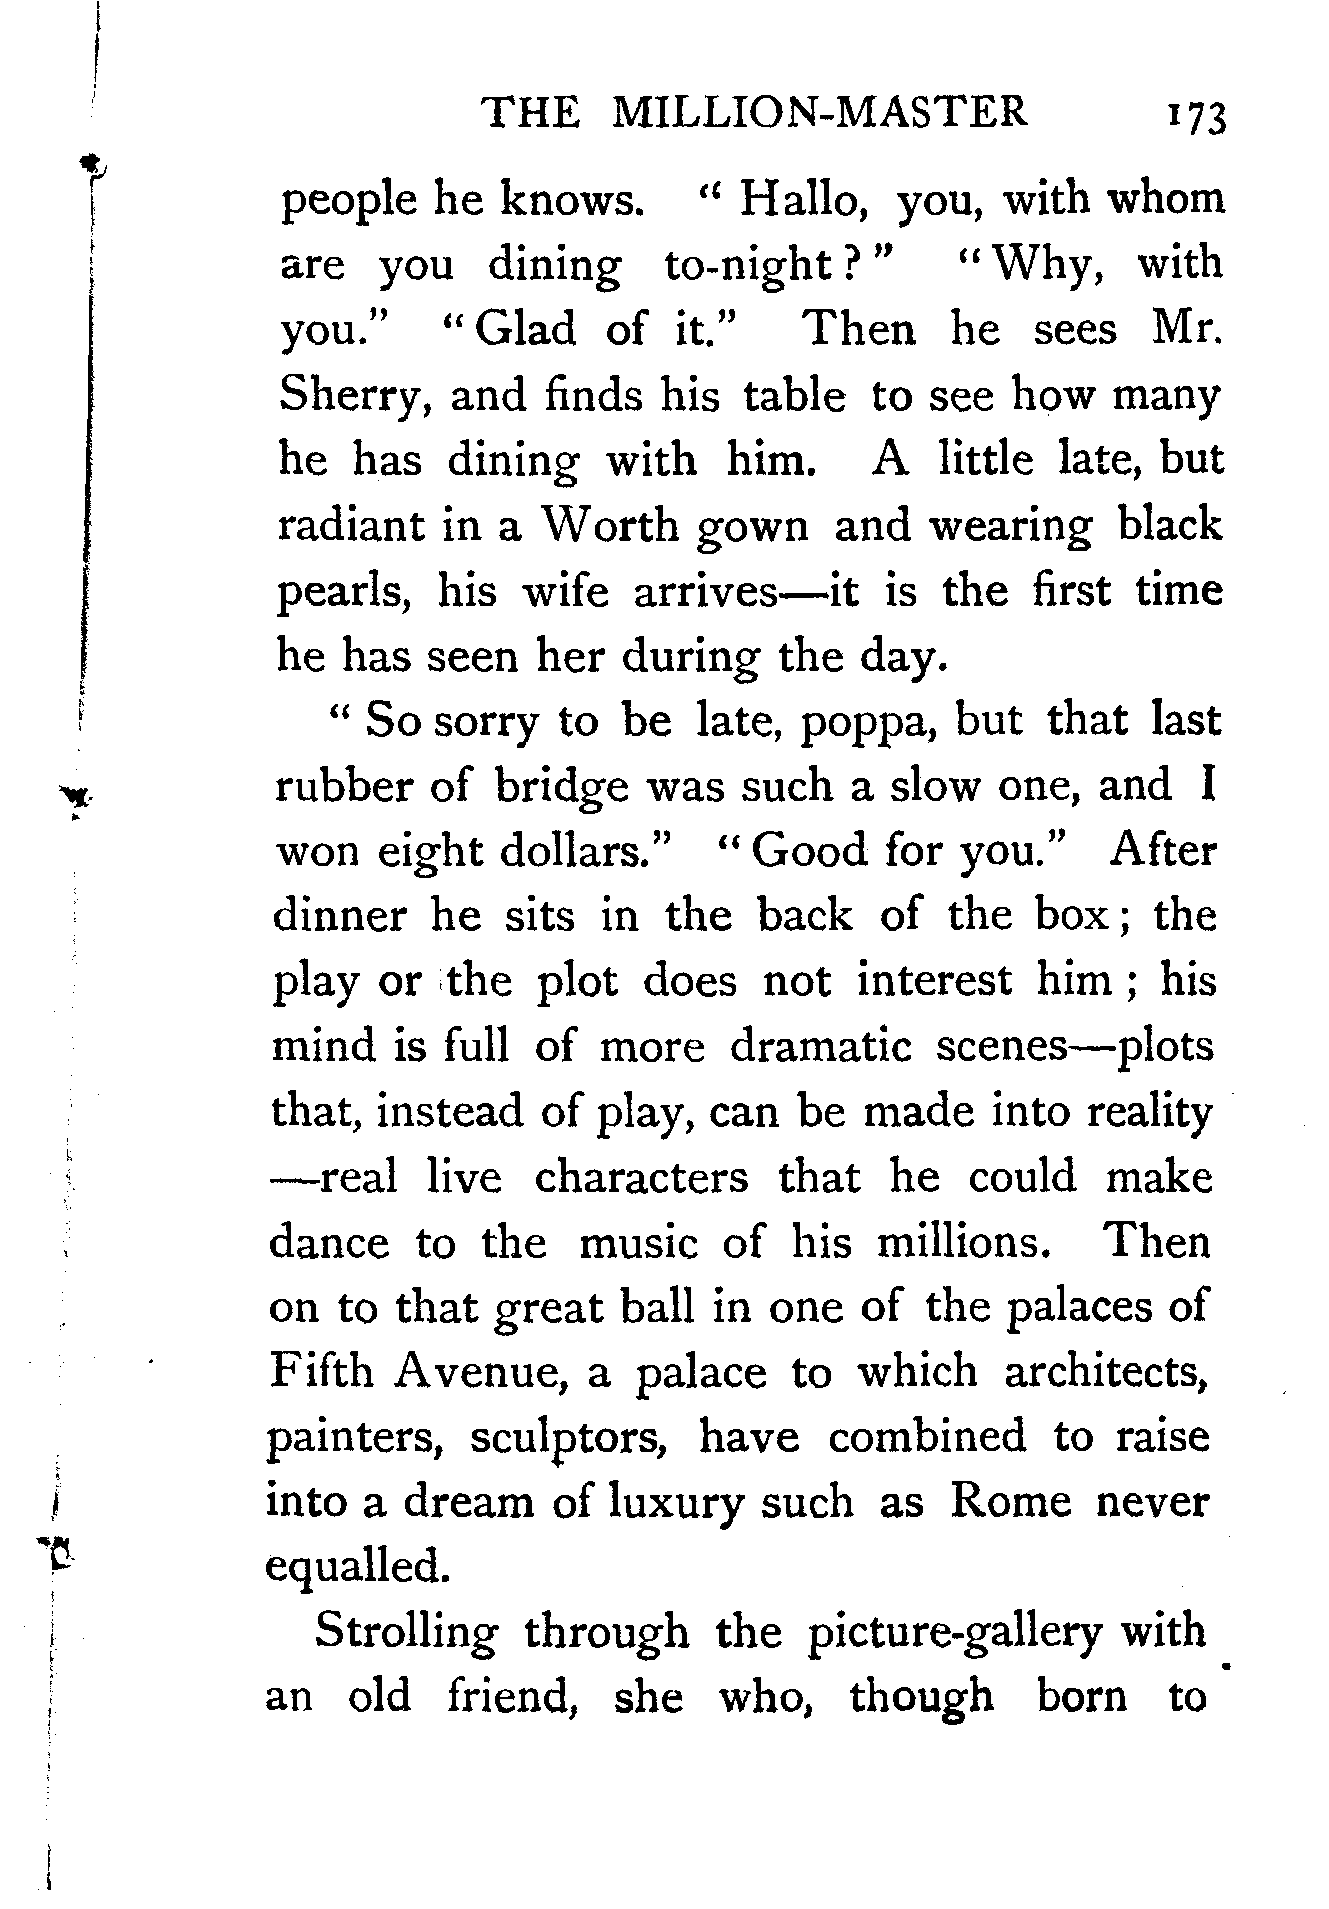 THE MILLION-MASTER 173
people he knows. “ Hallo, you, with whom
are you dining to-night ? ” “ Why, with
you.” “ Glad of it.” Then he sees Mr.
Sherry, and finds his table to see how many
he has dining with him. A little late, but
radiant in a Worth gown and wearing black
pearls, his wife arrives—it is the first time
he has seen her during the day.
“ So sorry to be late, poppa, but that last
rubber of bridge was such a slow one, and I
won eight dollars.” “ Good for you.” After
dinner he sits in the back of the box ; the
play or the plot does not interest him ; his
mind is full of more dramatic scenes—plots
that, instead of play, can be made into reality
—real live characters that he could make
dance to the music of his millions. Then
on to that great ball in one of the palaces of
Fifth Avenue, a palace to which architects,
painters, sculptors, have combined to raise
into a dream of luxury such as Rome never
equalled.
Strolling through the picture-gallery with
an old friend, she who, though born to